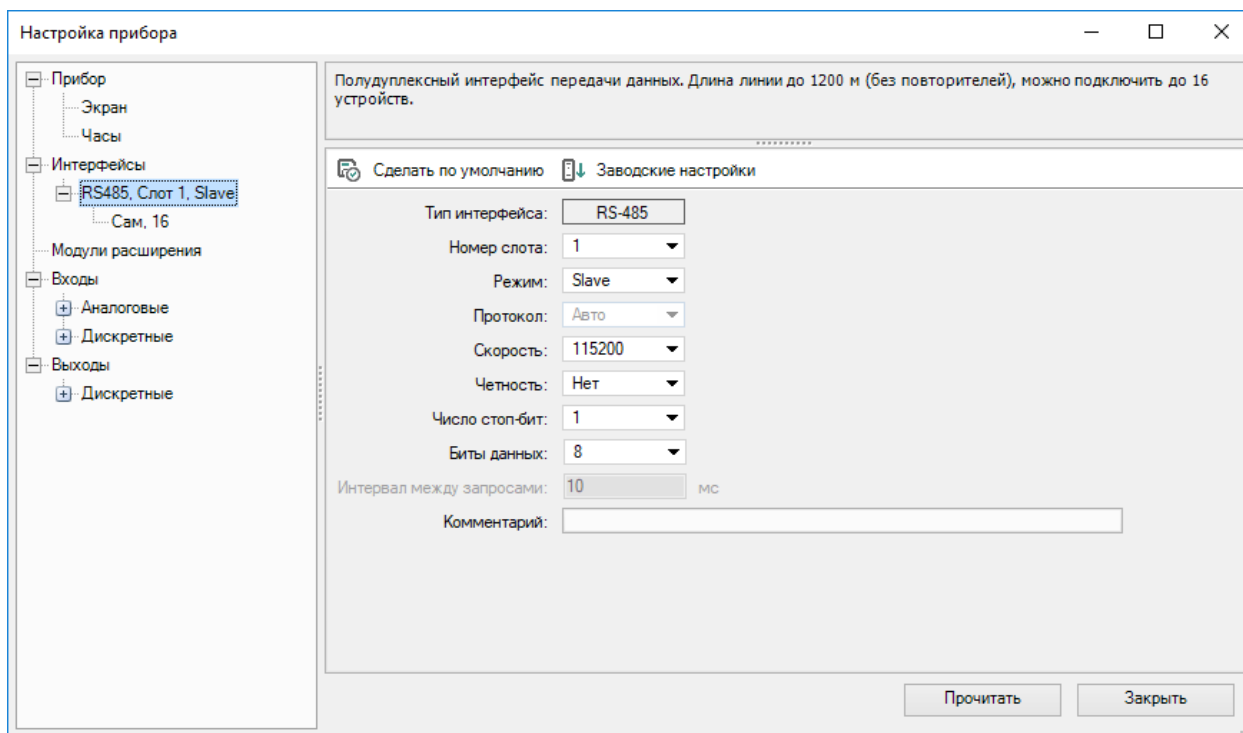 Настройка прибора
Прибор
Экран
Часы
Интерфейсы
RS485, Слот 1, Slave
Сам, 16
Модули расширения
Входы
Аналоговые
Дискретные
Выходы
Дискретные
Полудуплексный интерфейс передачи данных. Длина линии до 1200 м (без повторителей), можно подключить до 16
устройств.
Сделать по умолчанию Заводские настройки
Тип интерфейса: RS-485
Номер слота: 1
Режим: Slave
Протокол: Авто
Скорость: 115200
Четность: Нет
Число стоп-бит: 1
Биты данных: 8
Интервал между запросами: 10 мс
Комментарий:
Прочитать Закрыть